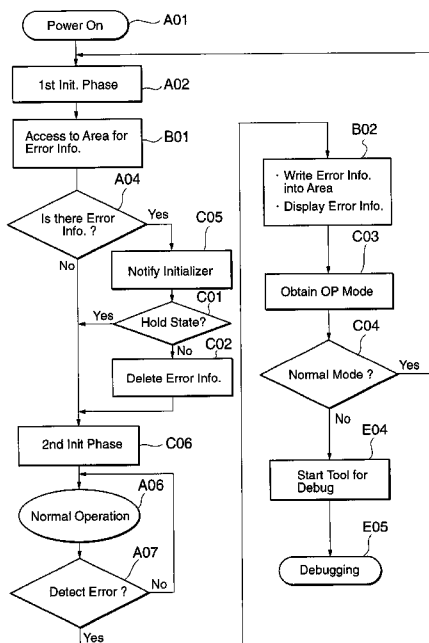 Power On
A01
1st Init. Phase
A02
Access to Area for
Error Info.
B01
A04
Is there Error
Info. ?
Yes
No
C05
Notify Initializer
C01
Hold State?
Yes
No
C02
Delete Error Info.
2nd Init Phase
C06
A06
Normal Operation
A07
Detect Error ?
No
Yes
B02
· Write Error Info.
into Area
· Display Error Info.
C03
Obtain OP Mode
C04
Normal Mode ?
Yes
No
E04
Start Tool for
Debug
E05
Debugging